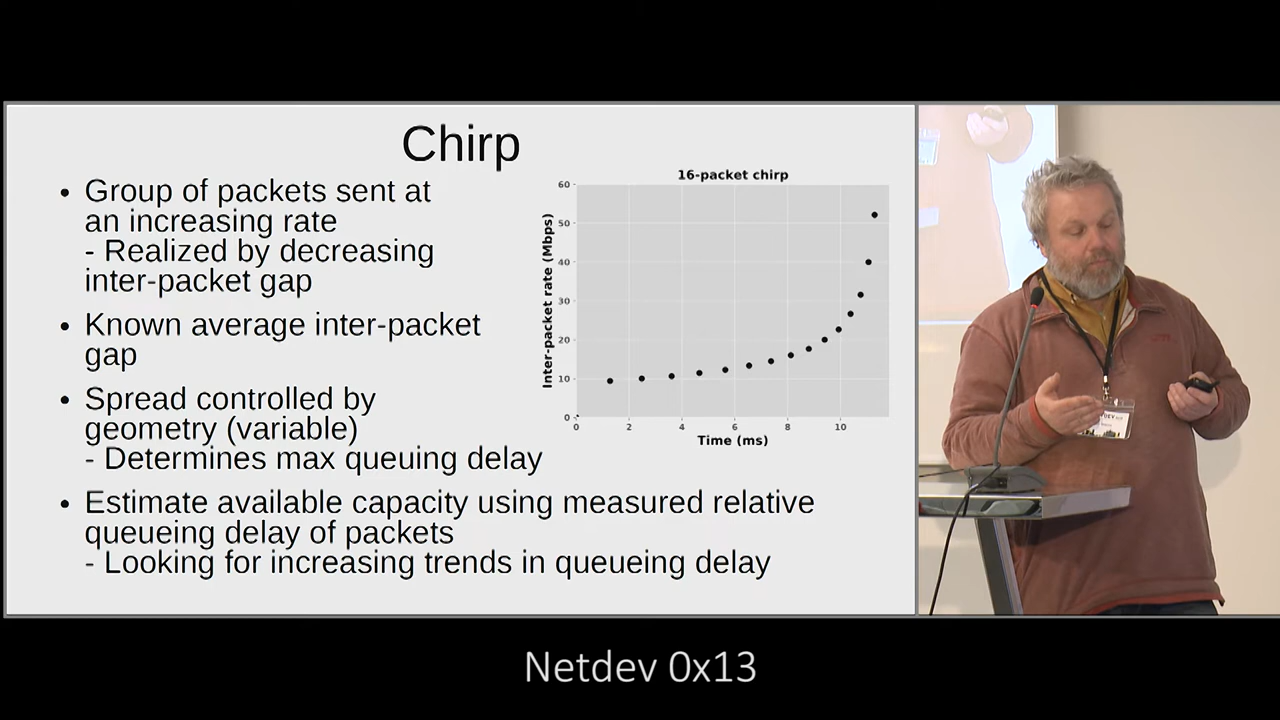 Chirp
• Group of packets sent at
an increasing rate
- Realized by decreasing
inter-packet gap
• Known average inter-packet
gap
• Spread controlled by
geometry (variable)
- Determines max queuing delay
• Estimate available capacity using measured relative
queueing delay of packets
- Looking for increasing trends in queueing delay
16-packet chirp
Inter-packet rate (Mbps)
60
50
40
30
20
10
0
0 2 4 6 8 10
Time (ms)
Netdev 0x13